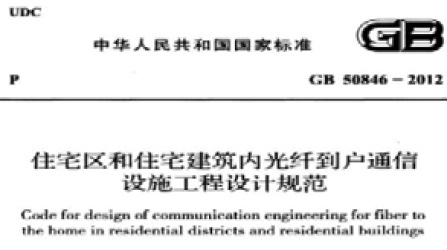 UDC
中华人民共和国国家标准
GB
P
GB 50846－2012
住宅区和住宅建筑内光纤到户通信
设施工程设计规范
Code for design of communication engineering for fiber to
the home in residential districts and residential buildings